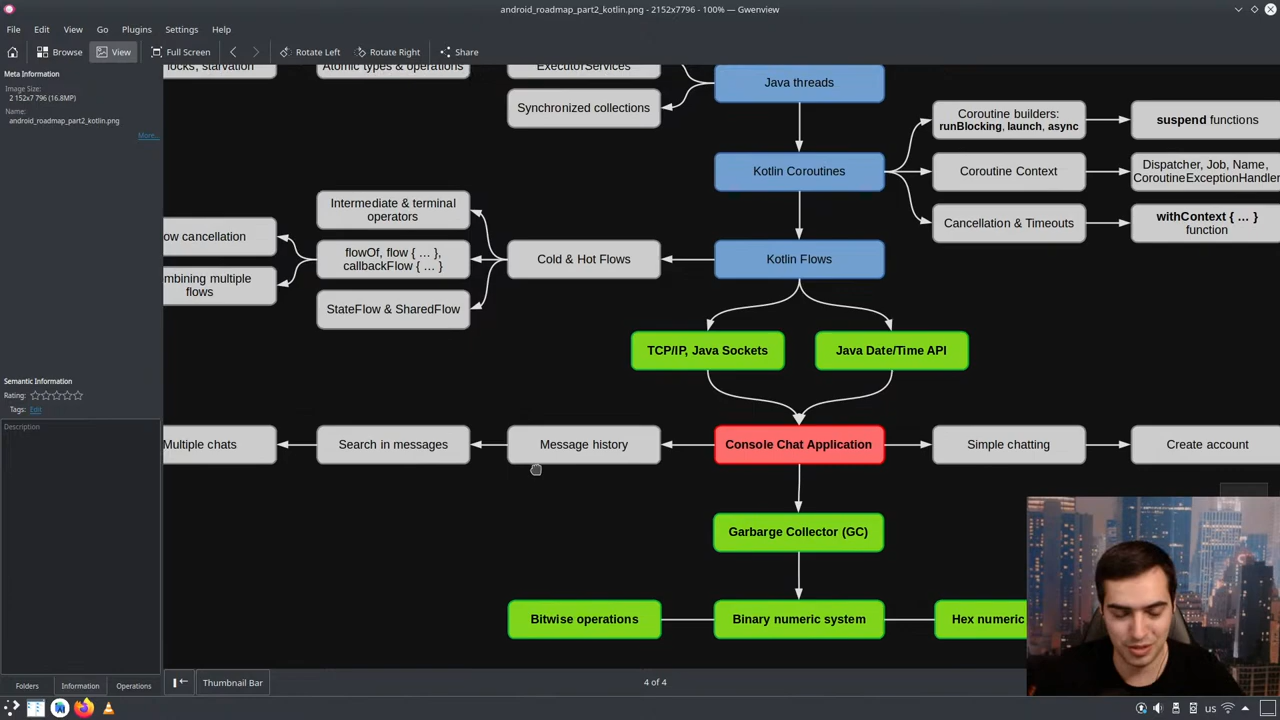 android_roadmap_part2_kotlin.png - 2152x7796 - 100% — Gwenview
File Edit View Go Plugins Settings Help
Browse View Full Screen Rotate Left Rotate Right Share
Meta Information
Image Size:
2 152x7 796 (16.8MP)
Name:
android_roadmap_part2_kotlin.png
More...
Semantic Information
Rating:
Tags: Edit
Description
Folders Information Operations
locks, starvation
Atomic types & operations
ExecutorServices
Synchronized collections
Java threads
Coroutine builders:
runBlocking, launch, async
suspend functions
Kotlin Coroutines
Coroutine Context
Dispatcher, Job, Name,
CoroutineExceptionHandler
Cancellation & Timeouts
withContext { … }
function
Intermediate & terminal
operators
ow cancellation
flowOf, flow { … },
callbackFlow { … }
Cold & Hot Flows
Kotlin Flows
mbining multiple
flows
StateFlow & SharedFlow
TCP/IP, Java Sockets
Java Date/Time API
Multiple chats
Search in messages
Message history
Console Chat Application
Simple chatting
Create account
Garbarge Collector (GC)
Bitwise operations
Binary numeric system
Hex numeric
Thumbnail Bar
4 of 4
us